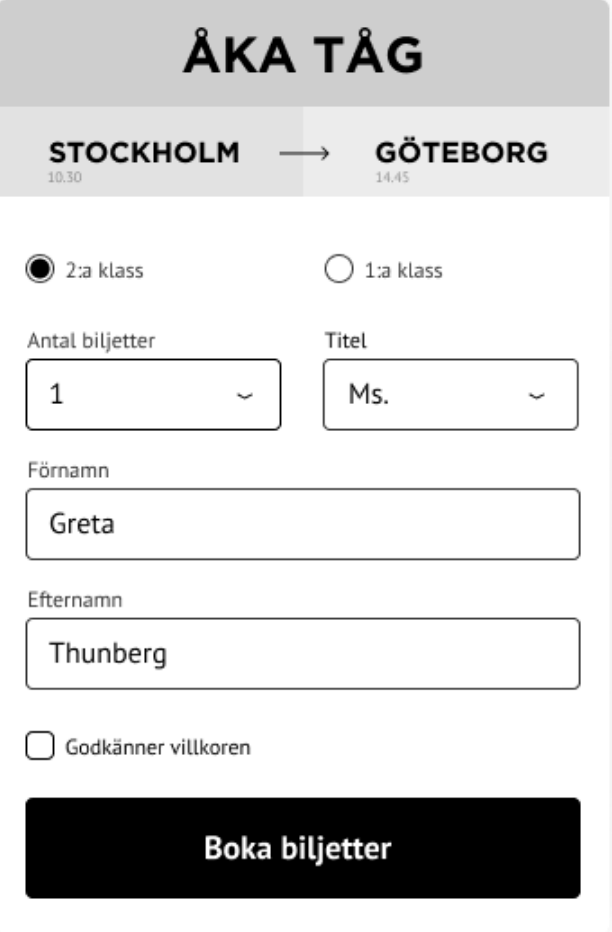 ÅKA TÅG
STOCKHOLM → GÖTEBORG
10.30 14.45
2:a klass 1:a klass
Antal biljetter Titel
1 Ms.
Förnamn
Greta
Efternamn
Thunberg
Godkänner villkoren
Boka biljetter